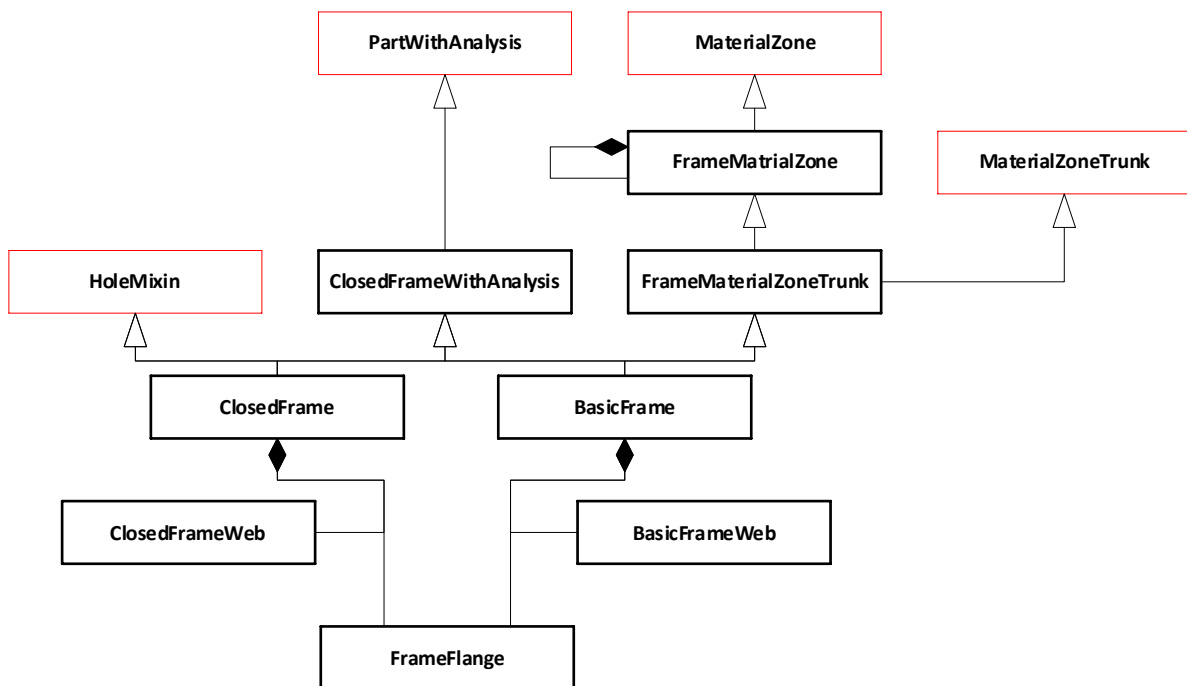 PartWithAnalysis
MaterialZone
FrameMatrialZone
MaterialZoneTrunk
HoleMixin
ClosedFrameWithAnalysis
FrameMaterialZoneTrunk
ClosedFrame
BasicFrame
ClosedFrameWeb
BasicFrameWeb
FrameFlange